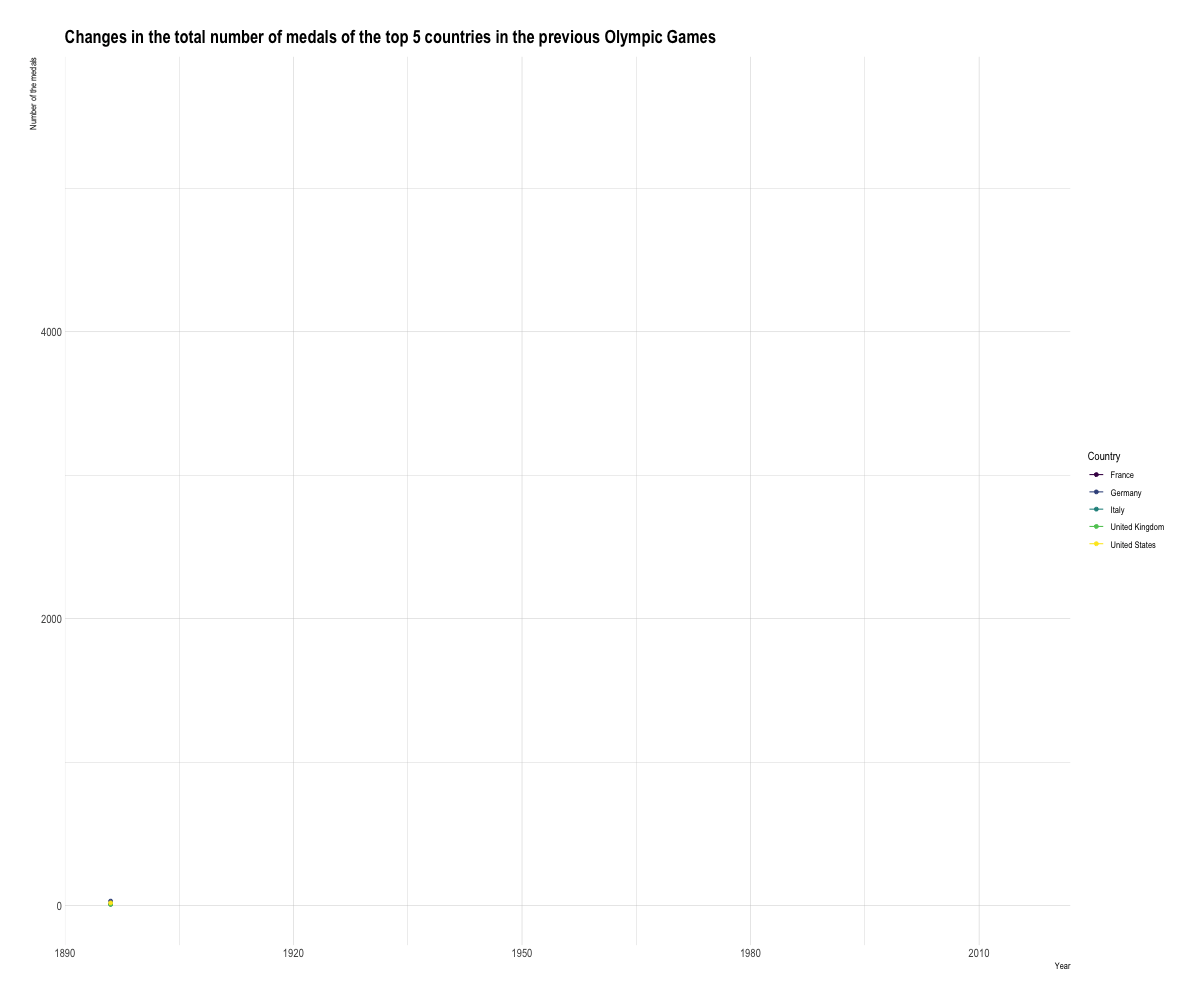 Changes in the total number of medals of the top 5 countries in the previous Olympic Games
Number of the medals
4000
2000
0
1890
1920
1950
1980
2010
Year
Country
France
Germany
Italy
United Kingdom
United States